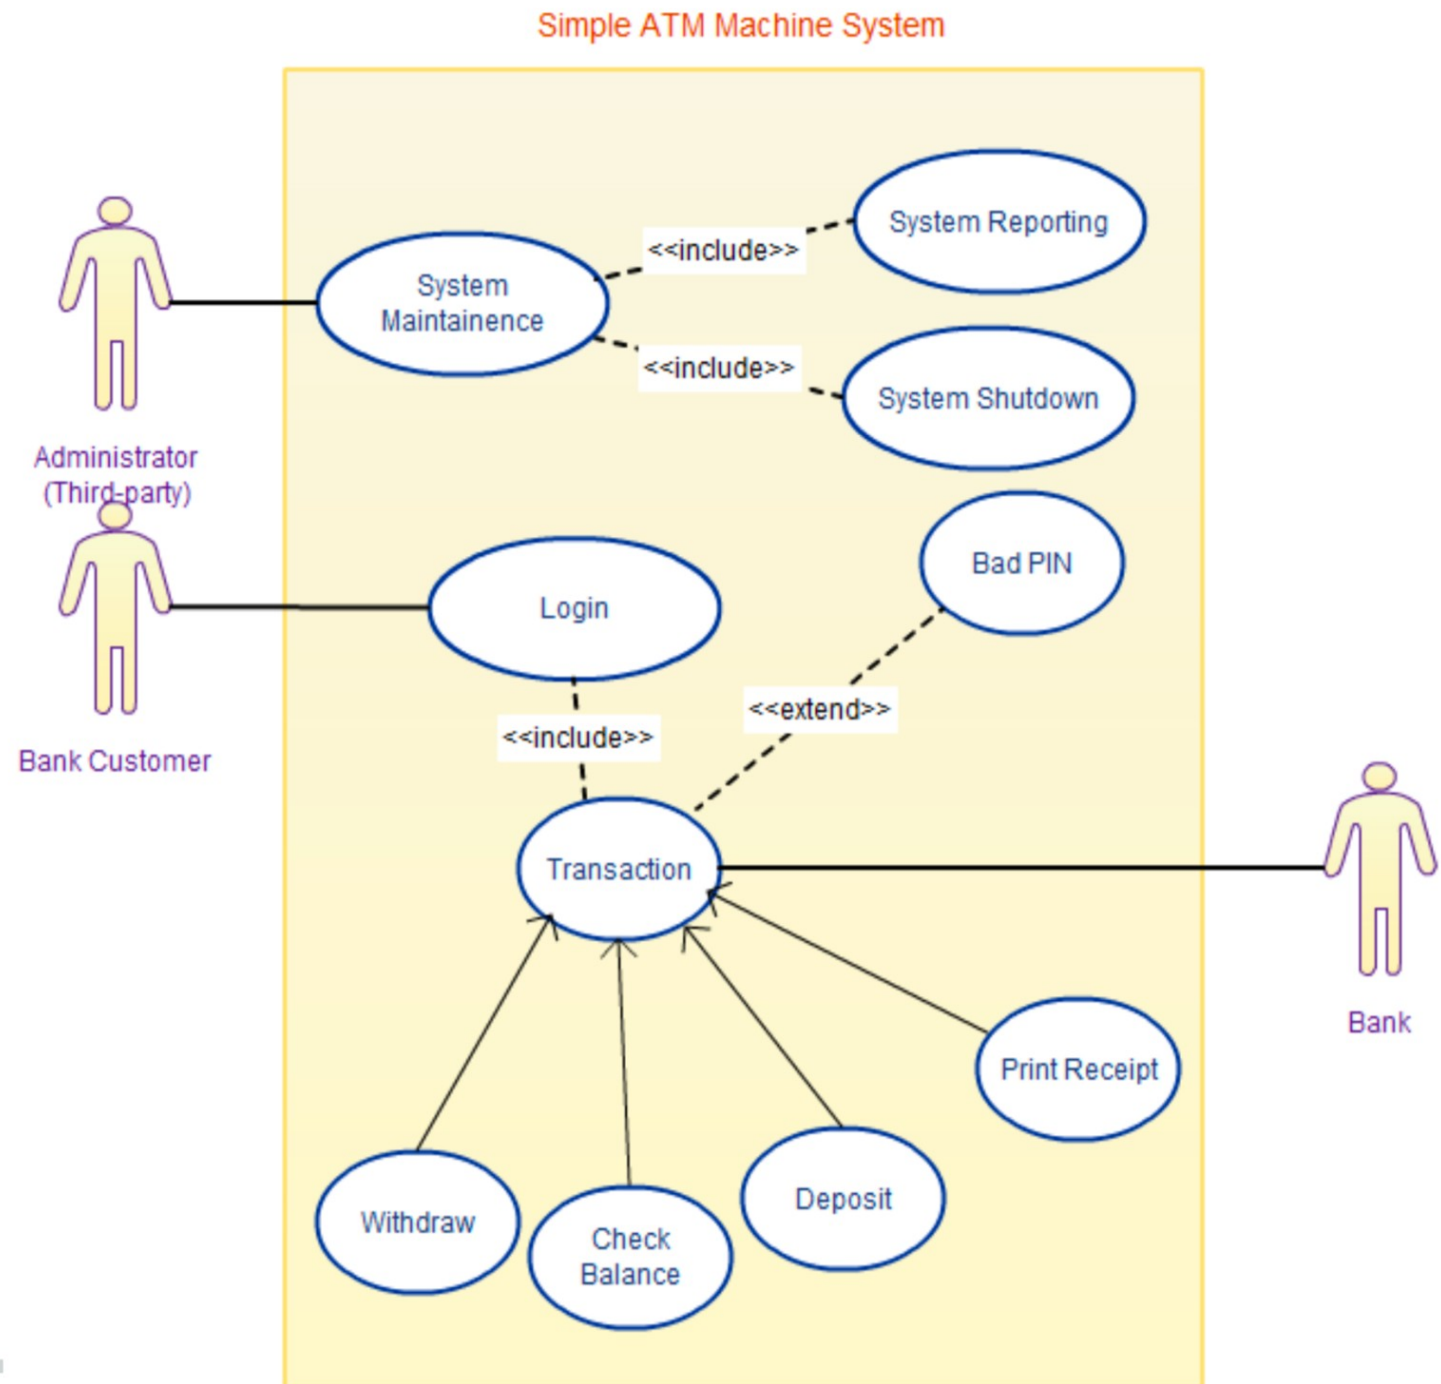 Simple ATM Machine System
System Reporting
<<include>>
System
Maintainence
<<include>>
System Shutdown
Administrator
(Third-party)
Bad PIN
Login
<<extend>>
<<include>>
Bank Customer
Transaction
Bank
Print Receipt
Deposit
Withdraw
Check
Balance